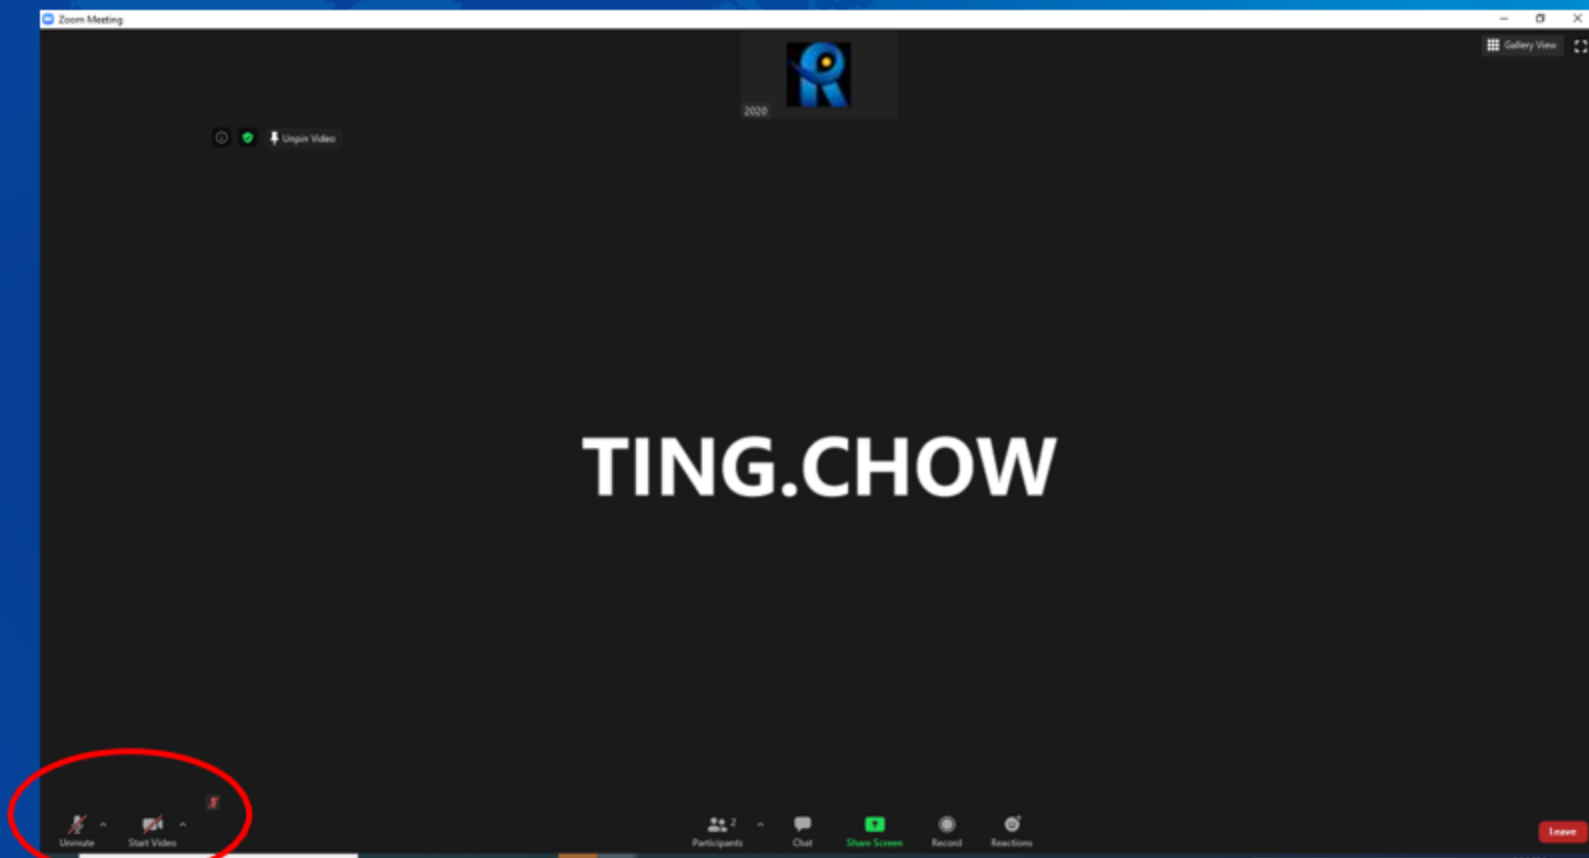 Zoom Meeting
Gallery View
2020
Unpin Video
TING.CHOW
Unmute
Start Video
2
Participants
Chat
Share Screen
Record
Reactions
Leave